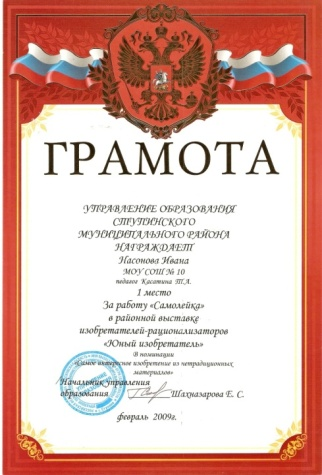 ГРАМОТА
УПРАВЛЕНИЕ ОБРАЗОВАНИЯ
СТУПИНСКОГО
МУНИЦИПАЛЬНОГО РАЙОНА
НАГРАЖДАЕТ
Насонова Ивана
МОУ СОШ № 10
педагог Касатина Т.А.
1 место
За работу «Самолейка»
в районной выставке
изобретателей-рационализаторов
«Юный изобретатель»
В номинации
«Самое интересное изобретение из нетрадиционных
материалов»
Начальник управления
образования Шахназарова Е. С.
февраль 2009г.